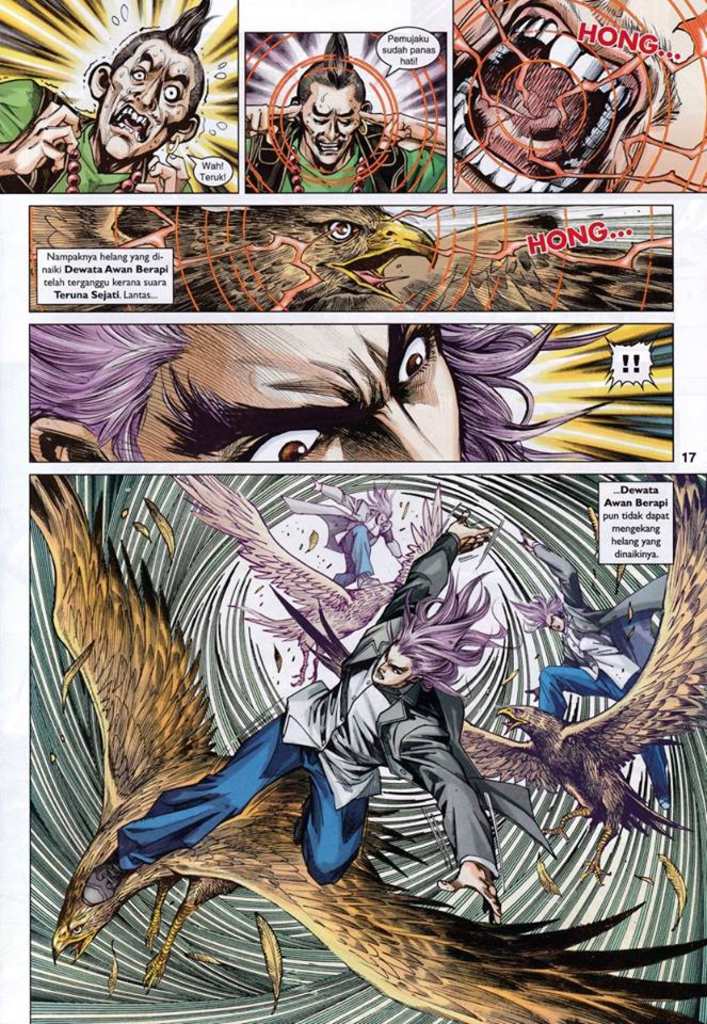 Wah!
Teruk!
Pemujaku
sudah panas
hati!
HONG...
Nampaknya helang yang di-
naiki Dewata Awan Berapi
telah terganggu kerana suara
Teruna Sejati. Lantas...
HONG...
!!
17
...Dewata
Awan Berapi
pun tidak dapat
mengekang
helang yang
dinaikinya.